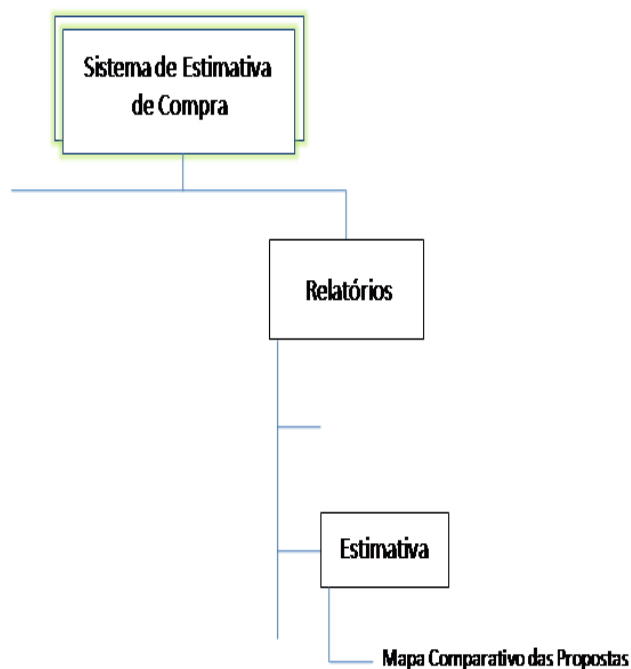 Sistema de Estimativa
de Compra
Relatórios
Estimativa
Mapa Comparativo das Propostas